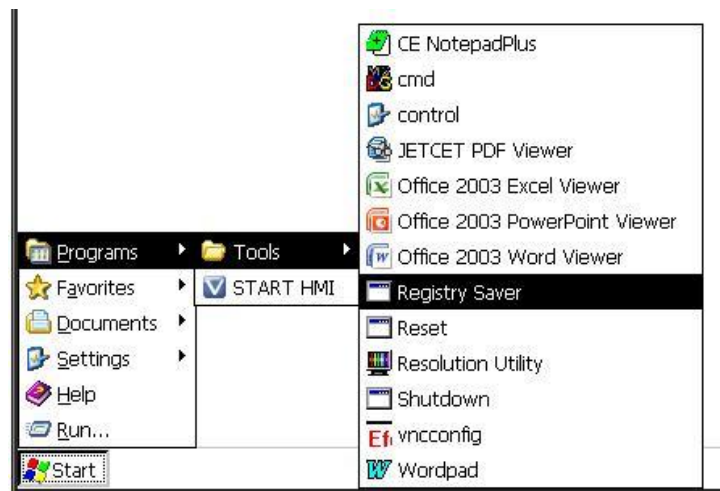 CE NotepadPlus
cmd
control
JETCET PDF Viewer
Office 2003 Excel Viewer
Office 2003 PowerPoint Viewer
Office 2003 Word Viewer
Registry Saver
Reset
Resolution Utility
Shutdown
vncconfig
Wordpad
Tools
START HMI
Programs
Favorites
Documents
Settings
Help
Run...
Start